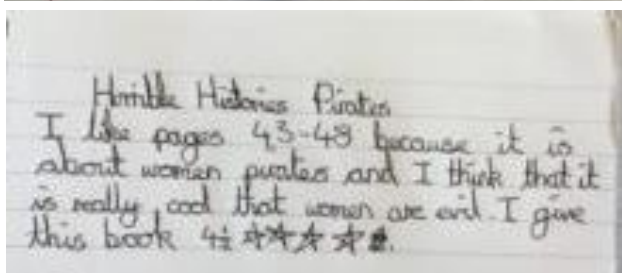 Horrible Histories Pirates
I like pages 43-48 because it is
about women pirates and I think that it
is really cool that women are evil. I give
this book 4½ ☆☆☆☆